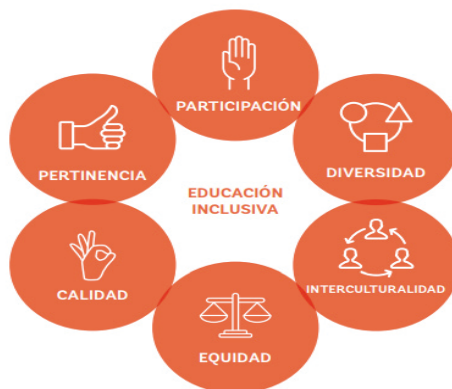 PARTICIPACIÓN
PERTINENCIA
DIVERSIDAD
EDUCACIÓN
INCLUSIVA
CALIDAD
INTERCULTURALIDAD
EQUIDAD